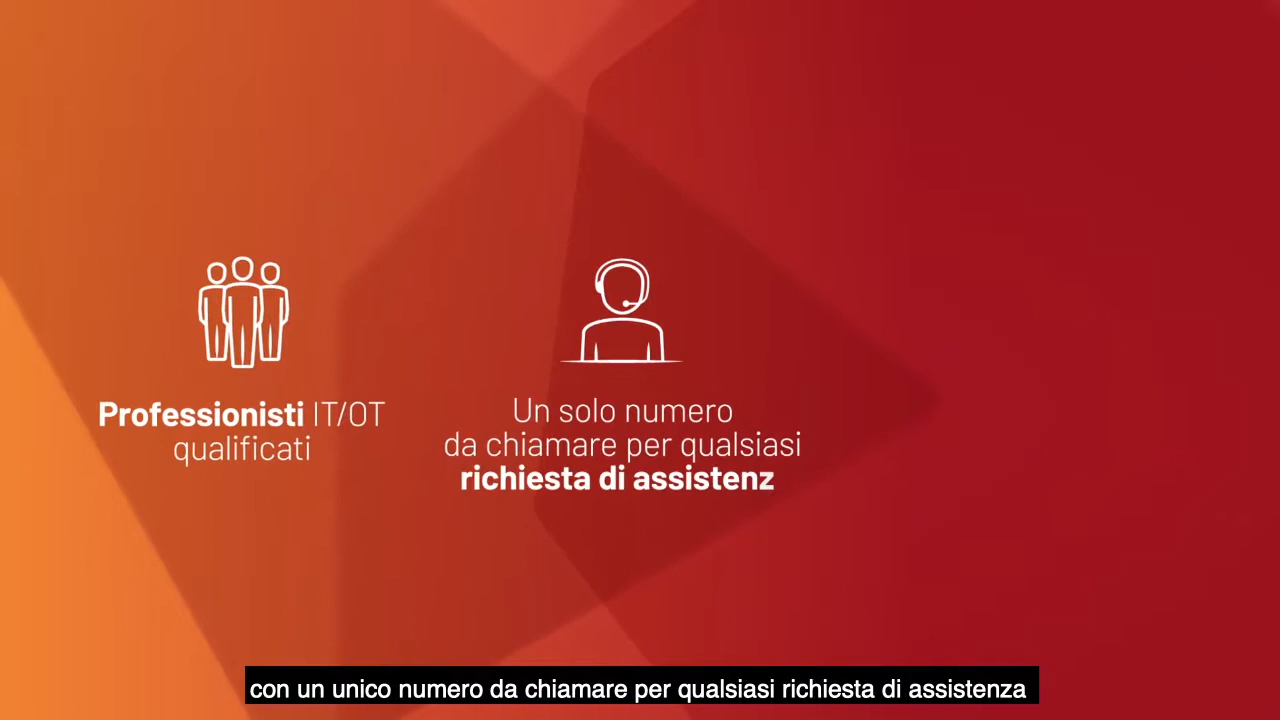 Professionisti IT/OT
qualificati
Un solo numero
da chiamare per qualsiasi
richiesta di assistenz
con un unico numero da chiamare per qualsiasi richiesta di assistenza